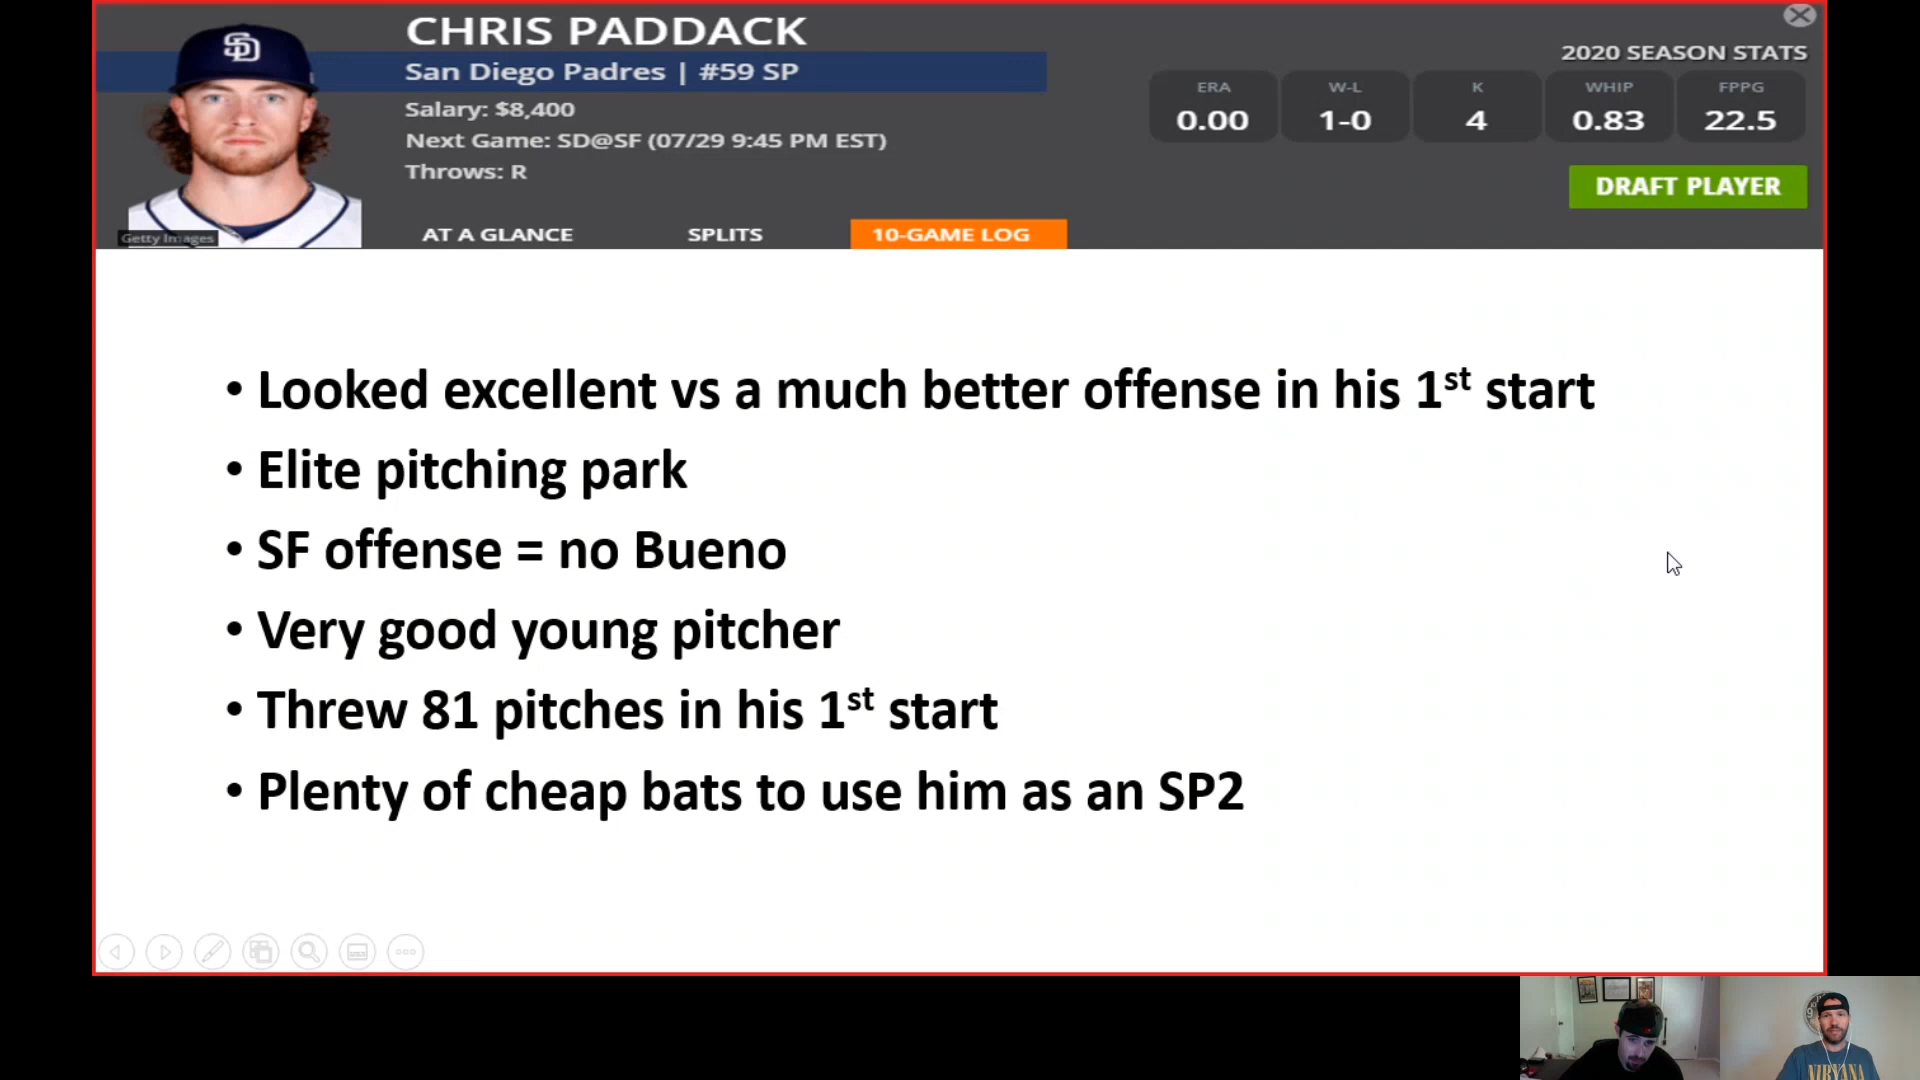 CHRIS PADDACK
San Diego Padres | #59 SP
Salary: $8,400
Next Game: SD@SF (07/29 9:45 PM EST)
Throws: R
2020 SEASON STATS
ERA W-L K WHIP FPPG
0.00 1-0 4 0.83 22.5
DRAFT PLAYER
SD
Getty Images
AT A GLANCE SPLITS 10-GAME LOG
• Looked excellent vs a much better offense in his 1st start
• Elite pitching park
• SF offense = no Bueno
• Very good young pitcher
• Threw 81 pitches in his 1st start
• Plenty of cheap bats to use him as an SP2
NIRVANA